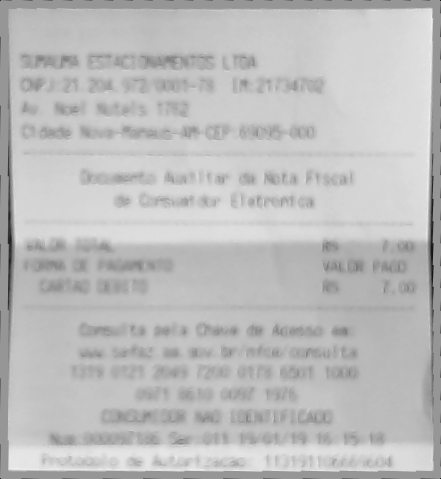 SUMAUMA ESTACIONAMENTOS LTDA
CNPJ:21.204.972/0001-78 IM:21734702
Av. Noel Nutels 1762
Cidade Nova-Manaus-AM-CEP:69095-000
Documento Auxiliar da Nota Fiscal
de Consumidor Eletronica
VALOR TOTAL R$ 7.00
FORMA DE PAGAMENTO VALOR PAGO
CARTAO DEBITO R$ 7.00
Consulta pela Chave de Acesso em:
www.sefaz.am.gov.br/nfce/consulta
1319 0121 2049 7200 0178 6501 1000
0971 8610 0097 1976
CONSUMIDOR NAO IDENTIFICADO
Num:000097186 Ser:011 19/01/19 16:15:18
Protocolo de Autorizacao: 113191106669604